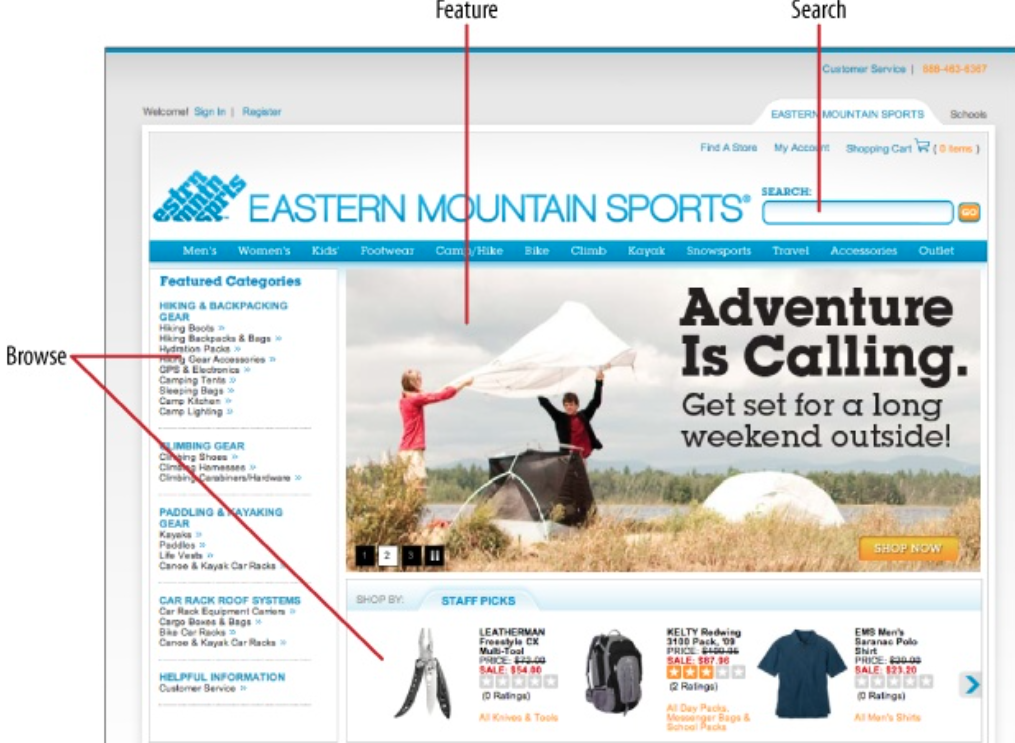 Feature
Search
Customer Service | 888-463-6367
Welcome! Sign In | Register
EASTERN MOUNTAIN SPORTS
Schools
Find A Store
My Account
Shopping Cart ( 0 items )
estrn
mntn
sports
EASTERN MOUNTAIN SPORTS®
SEARCH:
GO
Men's
Women's
Kids'
Footwear
Camp/Hike
Bike
Climb
Kayak
Snowsports
Travel
Accessories
Outlet
Featured Categories
HIKING & BACKPACKING
GEAR
Hiking Boots »
Hiking Backpacks & Bags »
Hydration Packs »
Hiking Gear Accessories »
GPS & Electronics »
Camping Tents »
Sleeping Bags »
Camp Kitchen »
Camp Lighting »
Browse
CLIMBING GEAR
Climbing Shoes »
Climbing Harnesses »
Climbing Carabiners/Hardware »
PADDLING & KAYAKING
GEAR
Kayaks »
Paddles »
Life Vests »
Canoe & Kayak Car Racks »
CAR RACK ROOF SYSTEMS
Car Rack Equipment Carriers »
Cargo Boxes & Bags »
Bike Car Racks »
Canoe & Kayak Car Racks »
HELPFUL INFORMATION
Customer Service »
Adventure
Is Calling.
Get set for a long
weekend outside!
1 2 3
SHOP NOW
SHOP BY:
STAFF PICKS
LEATHERMAN
Freestyle CX
Multi-Tool
PRICE: $72.00
SALE: $54.80
(0 Ratings)
All Knives & Tools
KELTY Redwing
3100 Pack, '09
PRICE: $109.95
SALE: $87.96
(2 Ratings)
All Day Packs,
Messenger Bags &
School Packs
EMS Men's
Saranac Polo
Shirt
PRICE: $29.00
SALE: $23.20
(0 Ratings)
All Men's Shirts